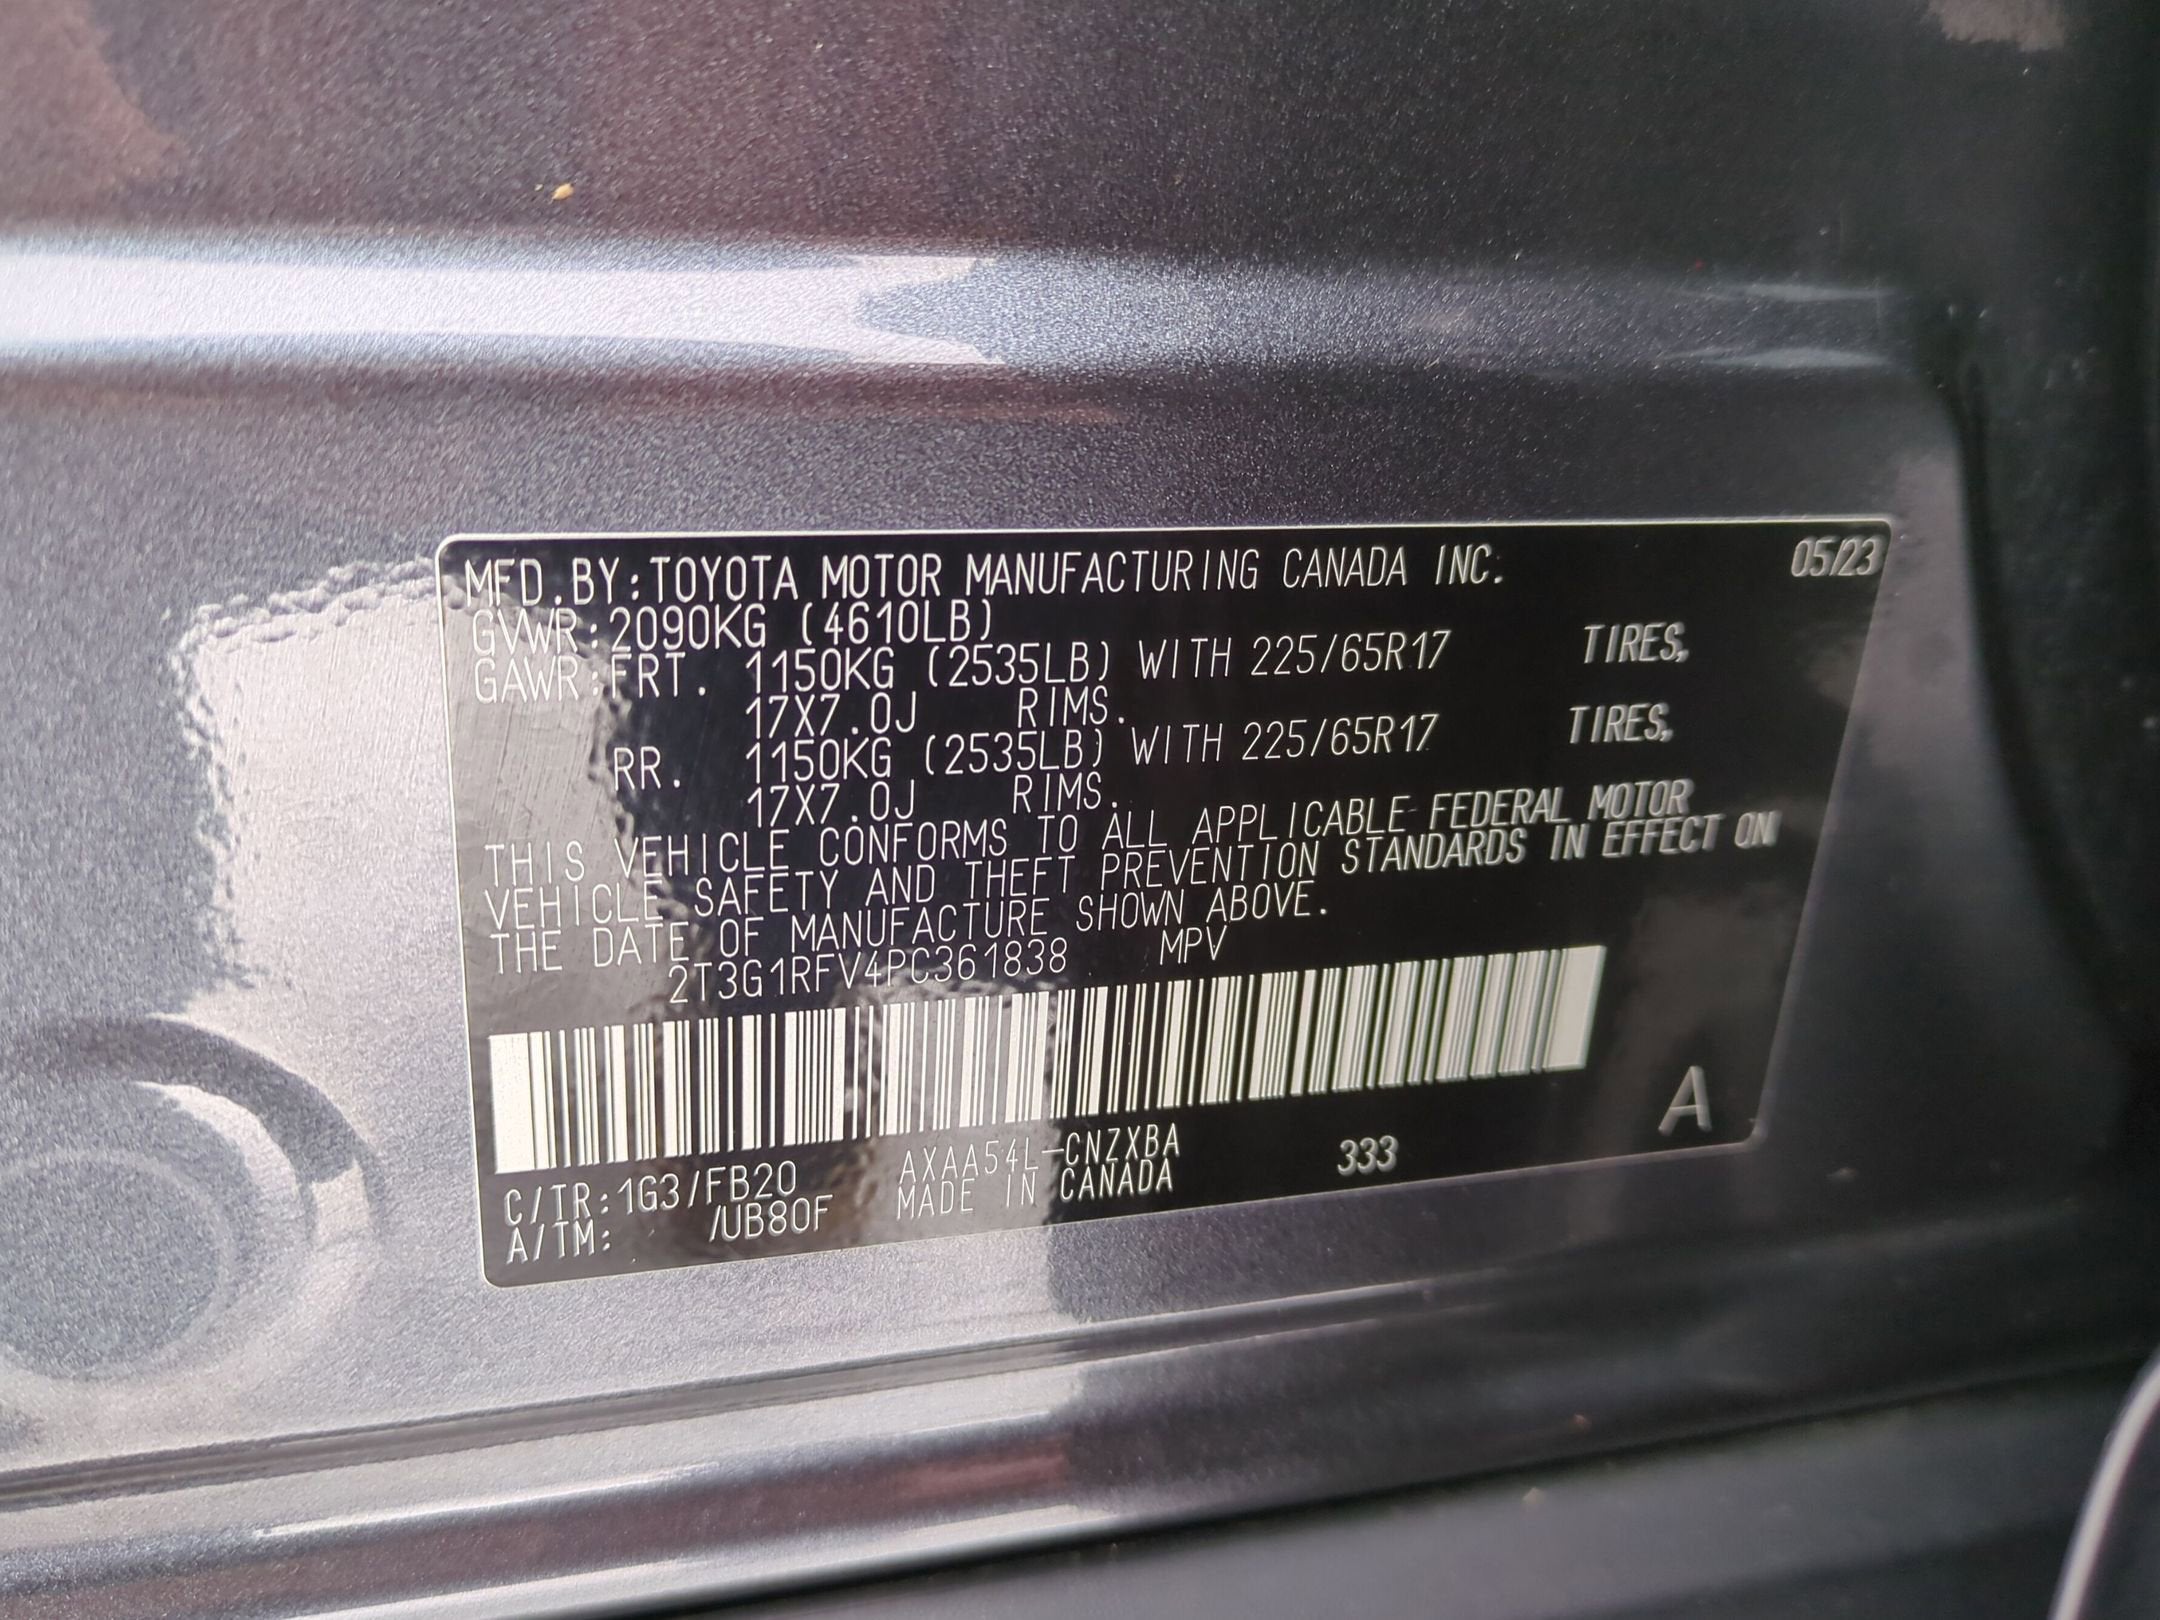 MFD.BY:TOYOTA MOTOR MANUFACTURING CANADA INC. 05/23
GVWR:2090KG (4610LB)
GAWR:FRT. 1150KG (2535LB) WITH 225/65R17 TIRES,
17X7.0J RIMS.
RR. 1150KG (2535LB) WITH 225/65R17 TIRES,
17X7.0J RIMS.
THIS VEHICLE CONFORMS TO ALL APPLICABLE FEDERAL MOTOR
VEHICLE SAFETY AND THEFT PREVENTION STANDARDS IN EFFECT ON
THE DATE OF MANUFACTURE SHOWN ABOVE.
2T3G1RFV4PC361838 MPV
A
C/TR:1G3/FB20 AXAA54L-CNZXBA 333
A/TM: /UB80F MADE IN CANADA